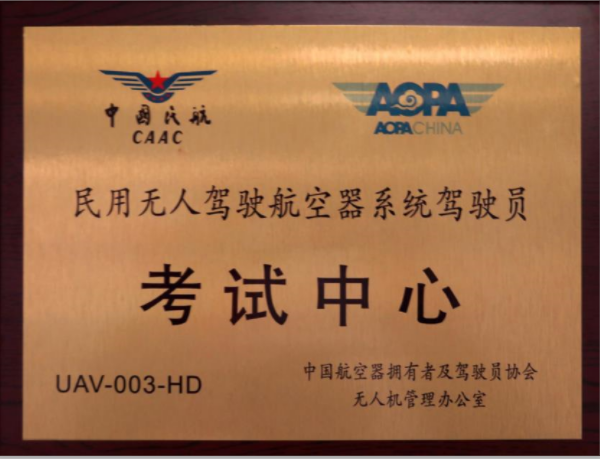 中国民航
CAAC
AOPA
AOPA CHINA
民用无人驾驶航空器系统驾驶员
考试中心
UAV-003-HD
中国航空器拥有者及驾驶员协会
无人机管理办公室